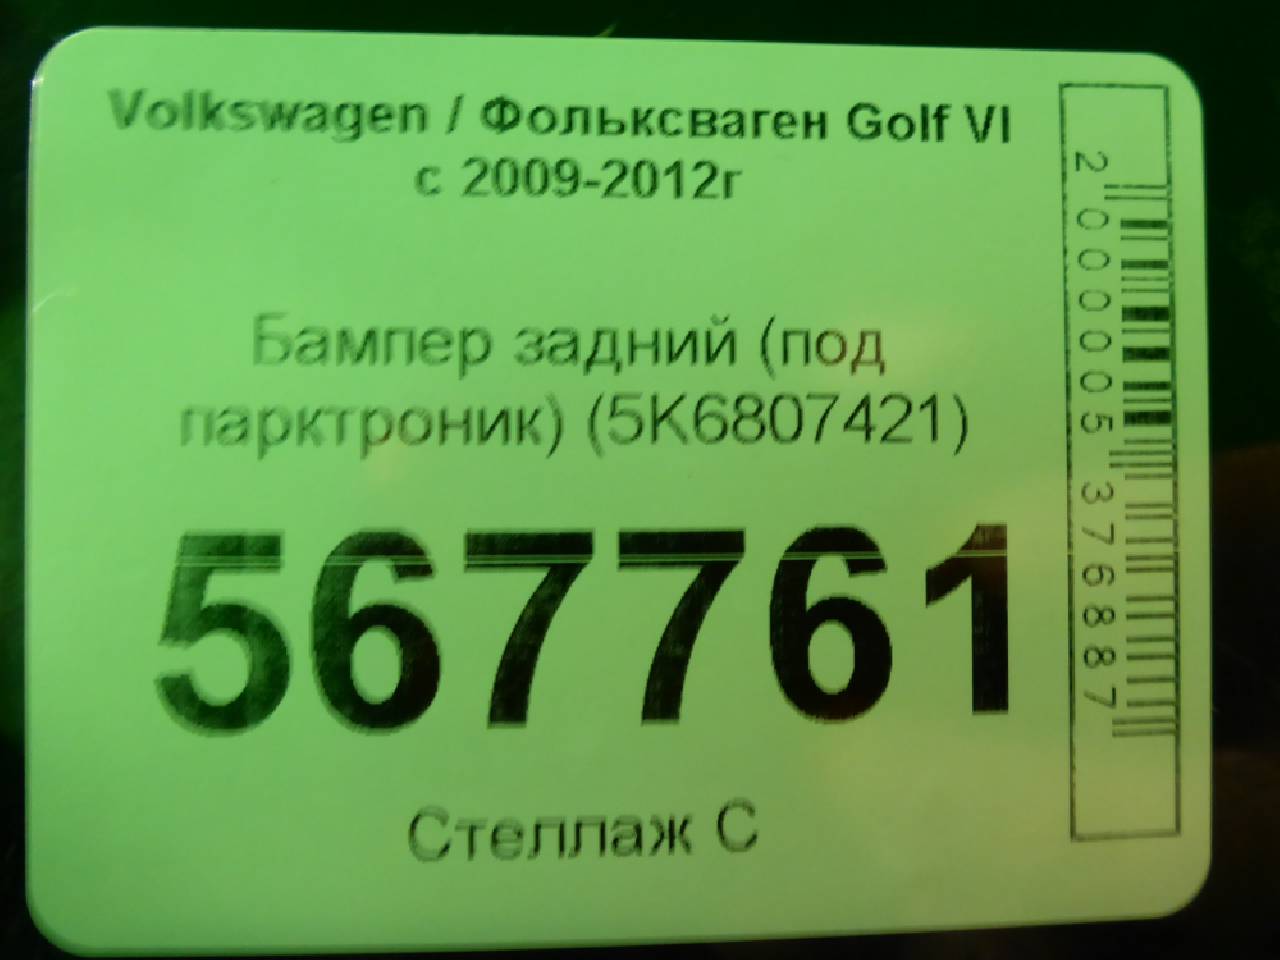 Volkswagen / Фольксваген Golf VI
с 2009-2012г
Бампер задний (под
парктроник) (5K6807421)
567761
Стеллаж С
2000005376887